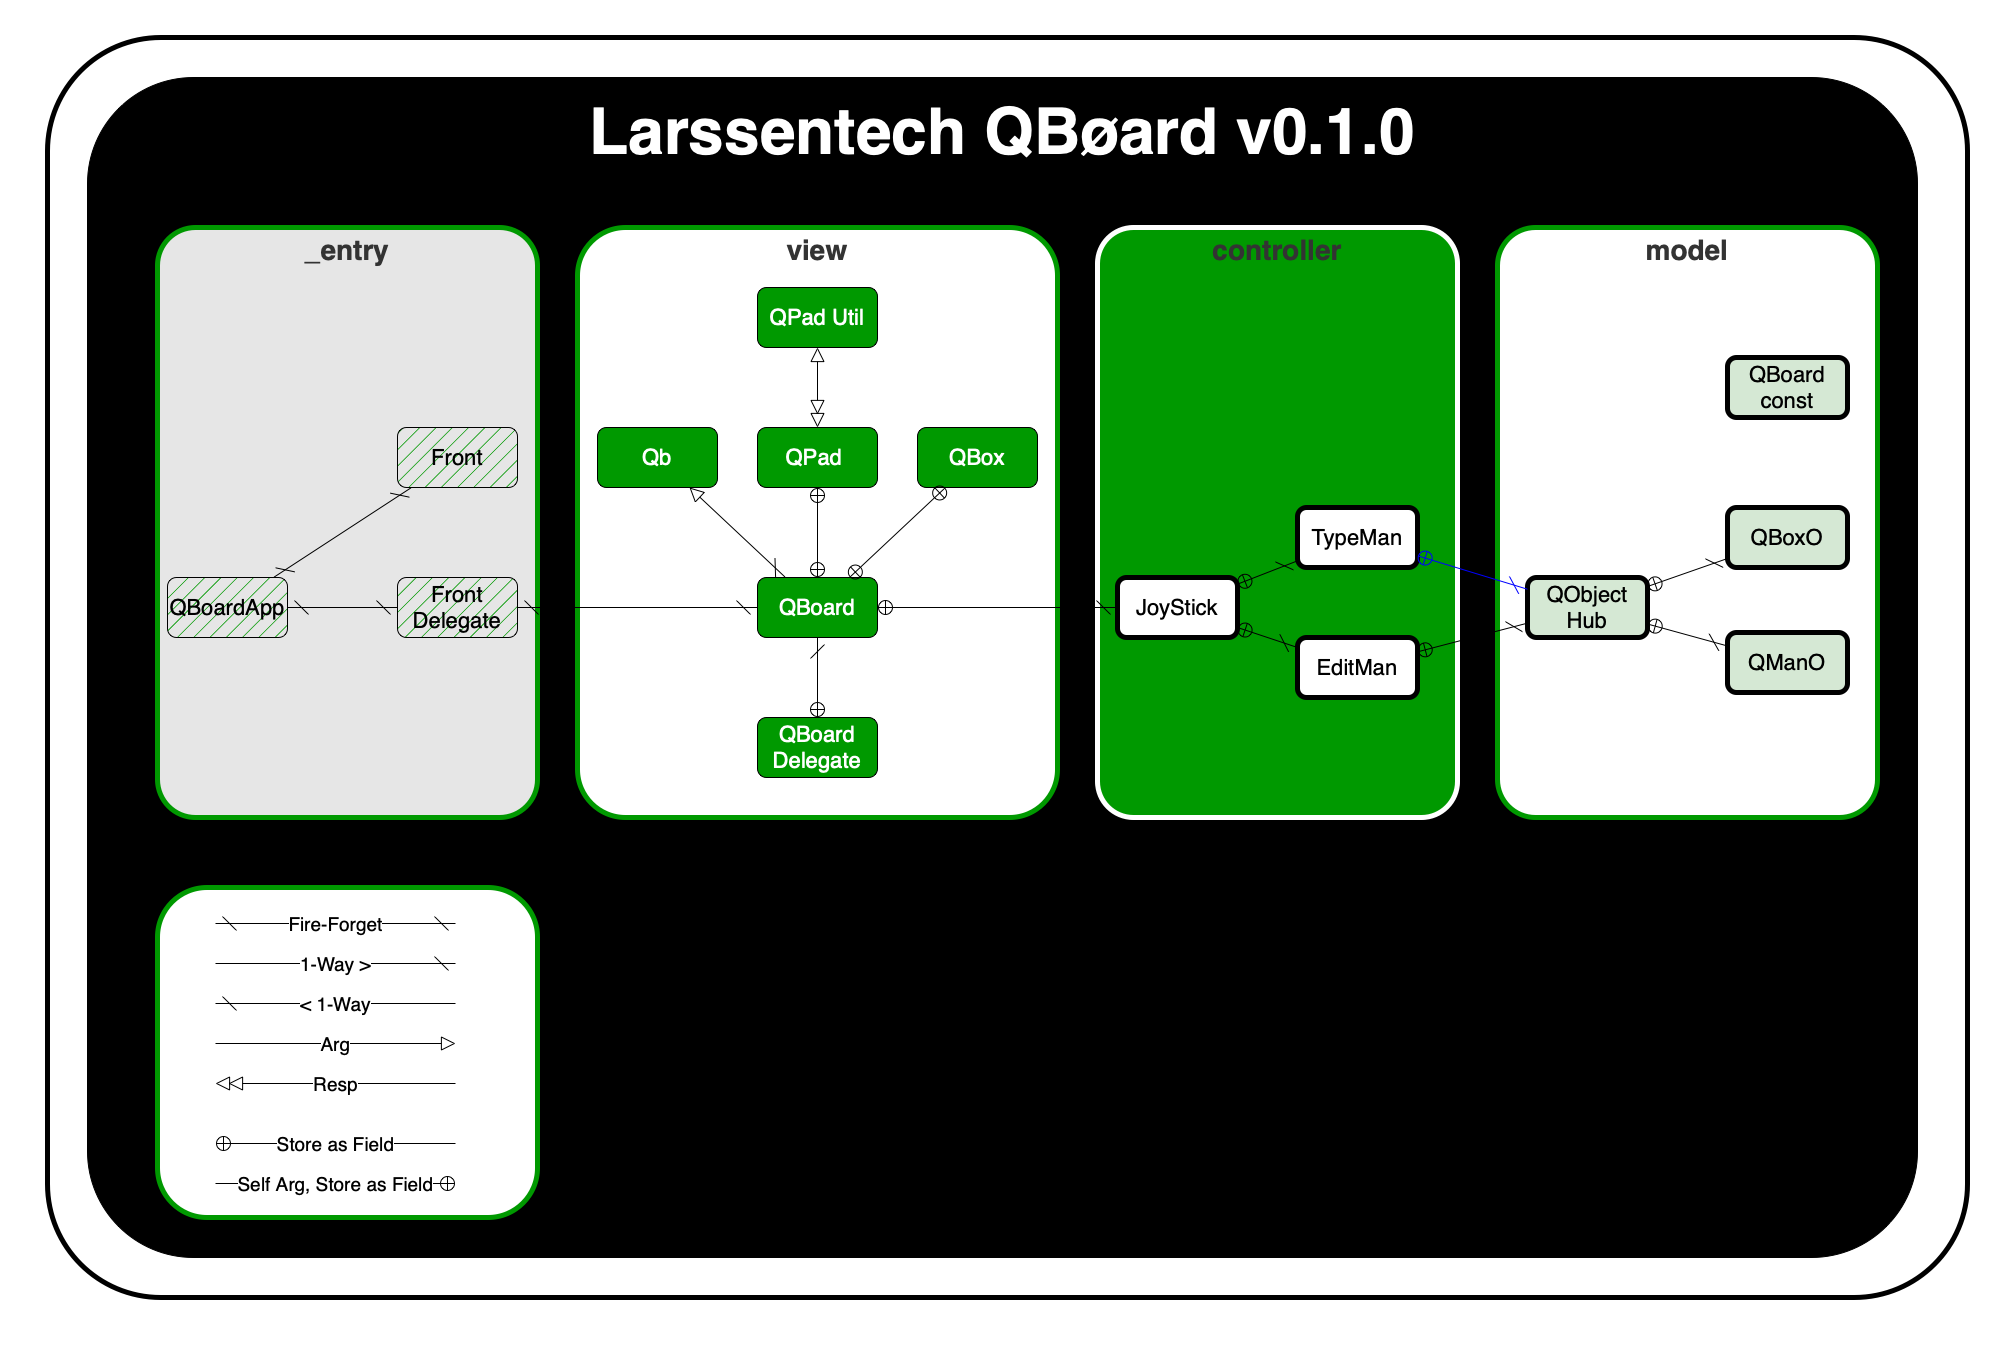 Larssentech QBøard v0.1.0
_entry
Front
QBoardApp
Front
Delegate
view
QPad Util
Qb
QPad
QBox
QBoard
QBoard
Delegate
controller
TypeMan
JoyStick
EditMan
model
QBoard
const
QBoxO
QObject
Hub
QManO
Fire-Forget
1-Way >
< 1-Way
Arg
Resp
Store as Field
Self Arg, Store as Field